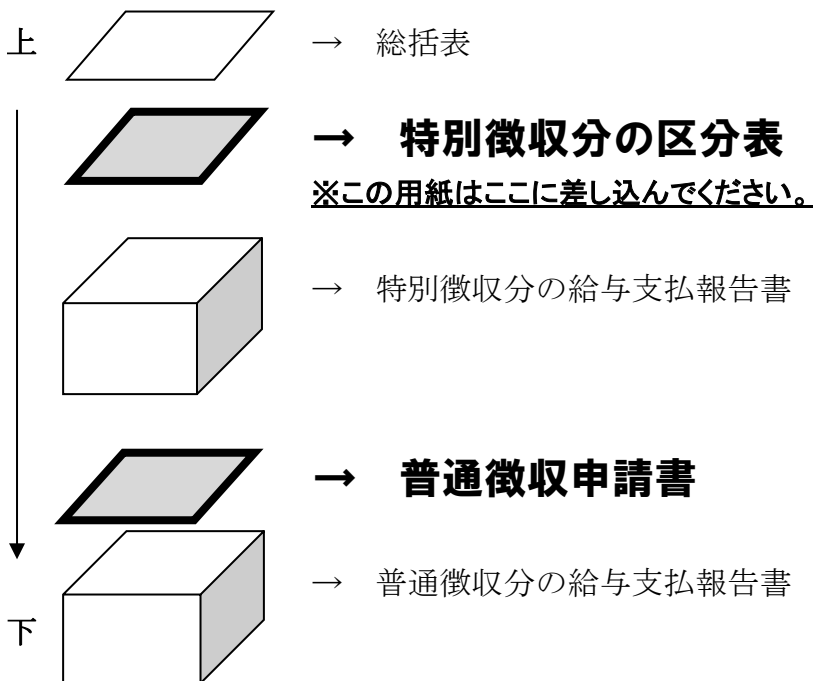 上 → 総括表
→ 特別徴収分の区分表
※この用紙はここに差し込んでください。
→ 特別徴収分の給与支払報告書
→ 普通徴収申請書
→ 普通徴収分の給与支払報告書
下